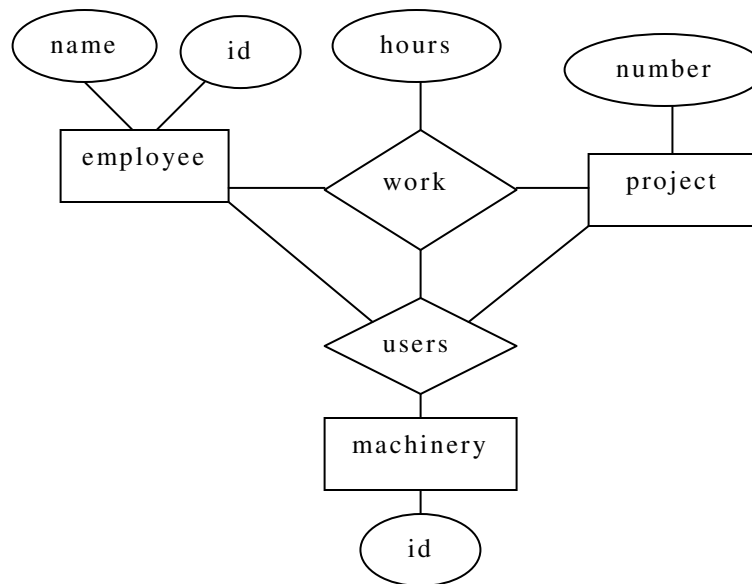 name
id
hours
number
employee
work
project
users
machinery
id